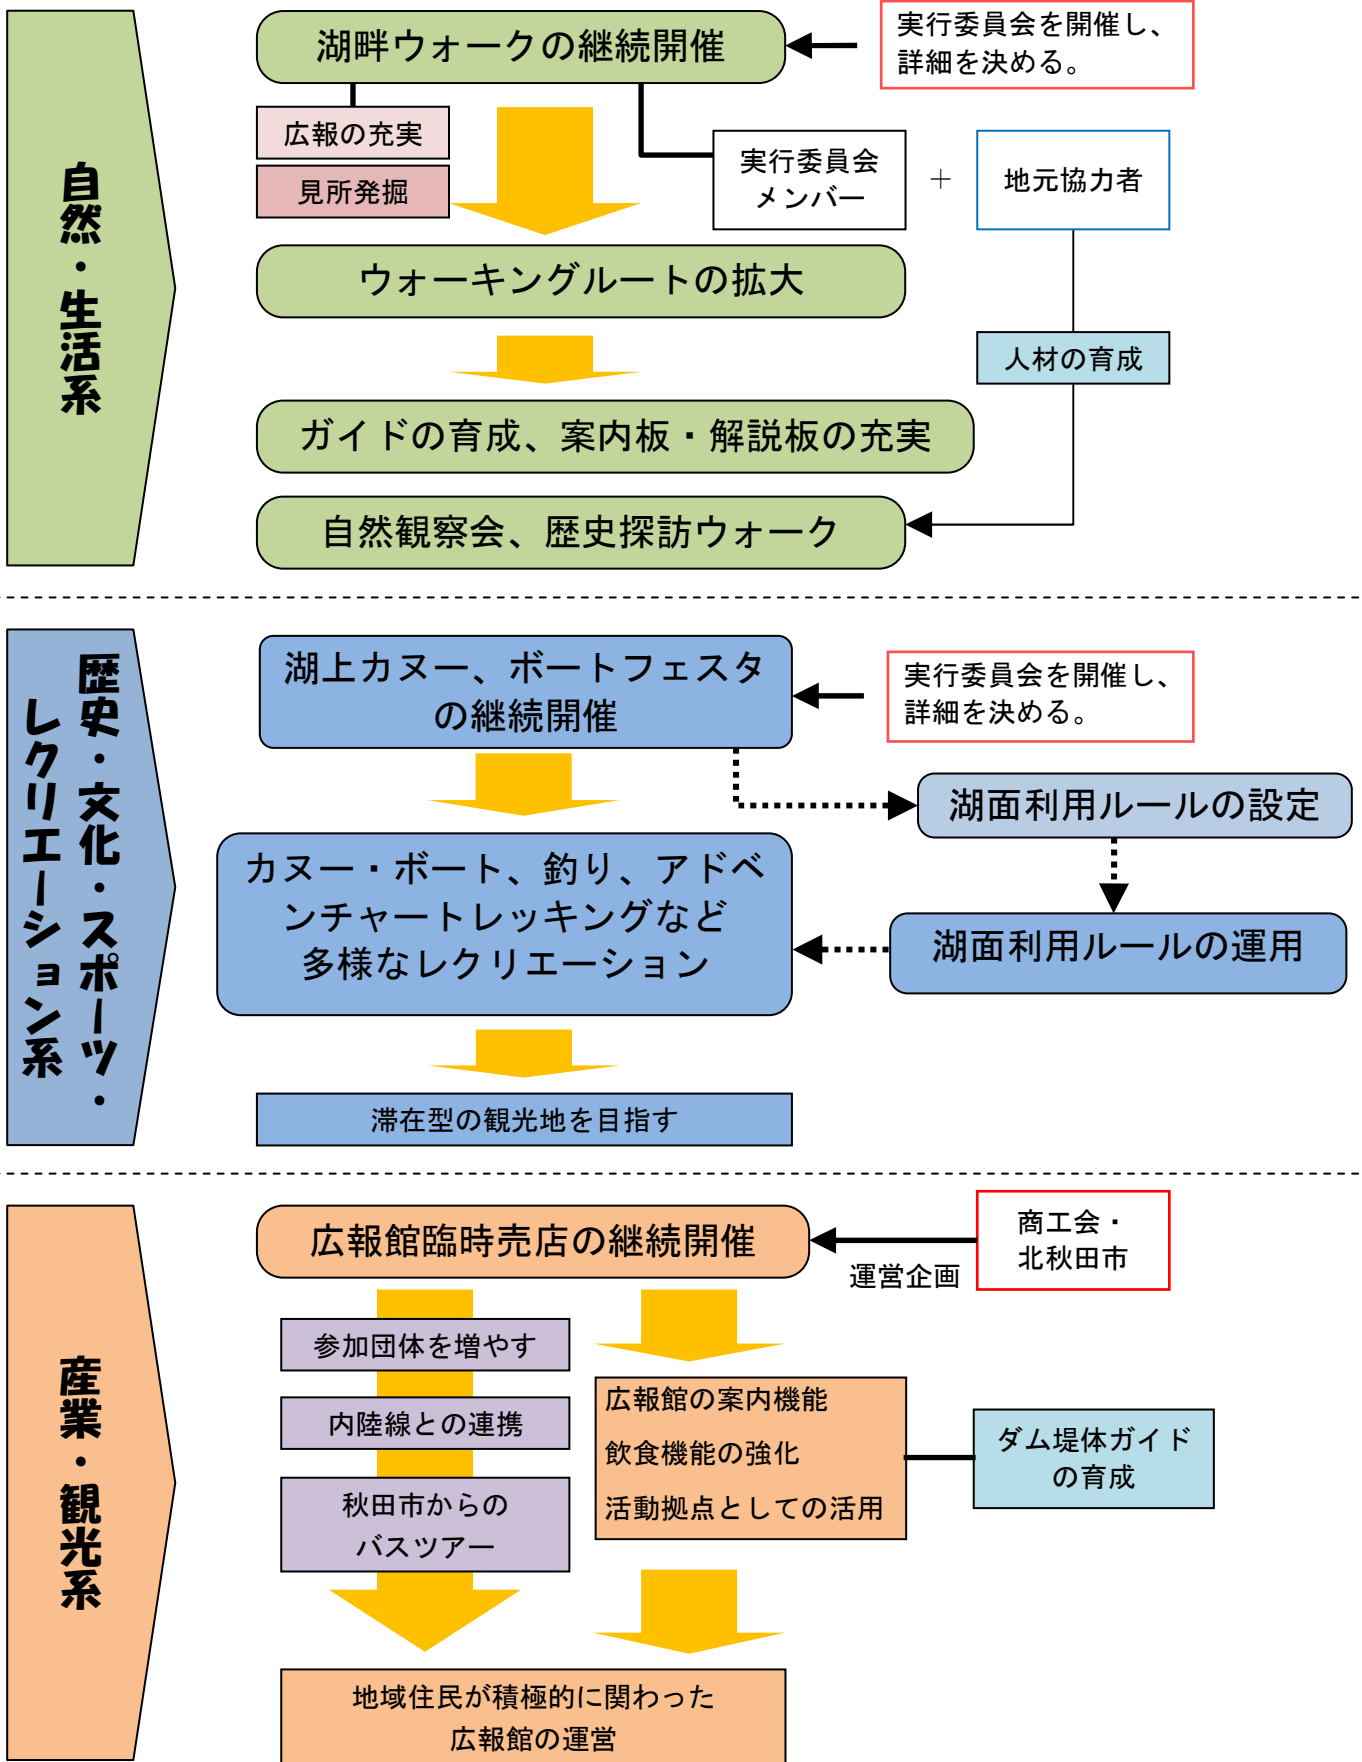 自然・生活系
湖畔ウォークの継続開催
実行委員会を開催し、
詳細を決める。
広報の充実
見所発掘
実行委員会
メンバー
＋
地元協力者
ウォーキングルートの拡大
人材の育成
ガイドの育成、案内板・解説板の充実
自然観察会、歴史探訪ウォーク
歴史・文化・スポーツ・
レクリエーション系
湖上カヌー、ボートフェスタ
の継続開催
実行委員会を開催し、
詳細を決める。
湖面利用ルールの設定
カヌー・ボート、釣り、アドベ
ンチャートレッキングなど
多様なレクリエーション
湖面利用ルールの運用
滞在型の観光地を目指す
産業・観光系
広報館臨時売店の継続開催
商工会・
北秋田市
運営企画
参加団体を増やす
内陸線との連携
秋田市からの
バスツアー
広報館の案内機能
飲食機能の強化
活動拠点としての活用
ダム堤体ガイド
の育成
地域住民が積極的に関わった
広報館の運営